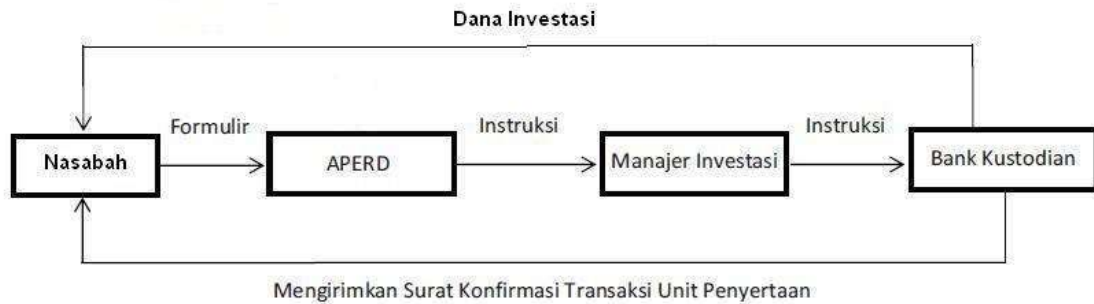 Dana Investasi
Formulir
Instruksi
Instruksi
Nasabah
APERD
Manajer Investasi
Bank Kustodian
Mengirimkan Surat Konfirmasi Transaksi Unit Penyertaan